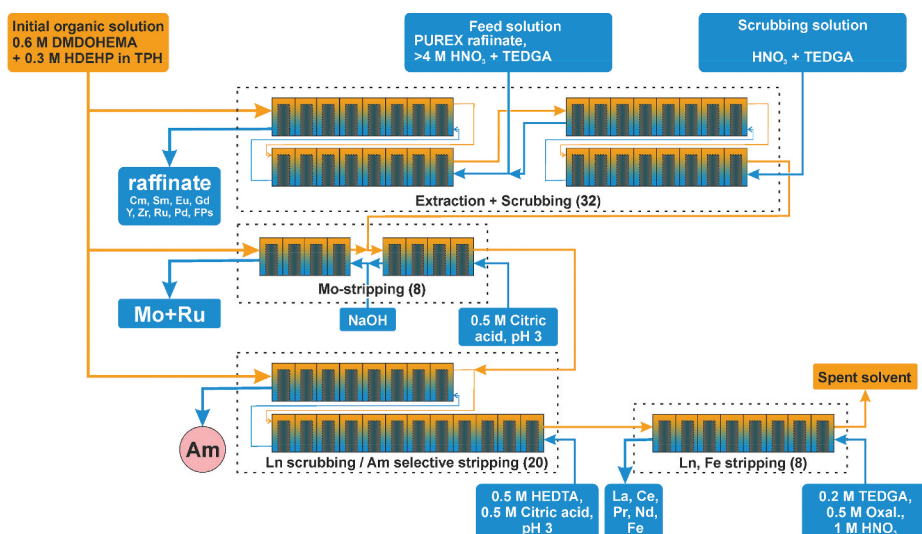 Initial organic solution
0.6 M DMDOHEMA
+ 0.3 M HDEHP in TPH
Feed solution
PUREX rafiinate,
>4 M HNO₃ + TEDGA
Scrubbing solution
HNO₃ + TEDGA
raffinate
Cm, Sm, Eu, Gd
Y, Zr, Ru, Pd, FPs
Extraction + Scrubbing (32)
Mo-stripping (8)
Mo+Ru
NaOH
0.5 M Citric
acid, pH 3
Spent solvent
Am
Ln scrubbing / Am selective stripping (20)
Ln, Fe stripping (8)
0.5 M HEDTA,
0.5 M Citric acid,
pH 3
La, Ce,
Pr, Nd,
Fe
0.2 M TEDGA,
0.5 M Oxal.,
1 M HNO₃